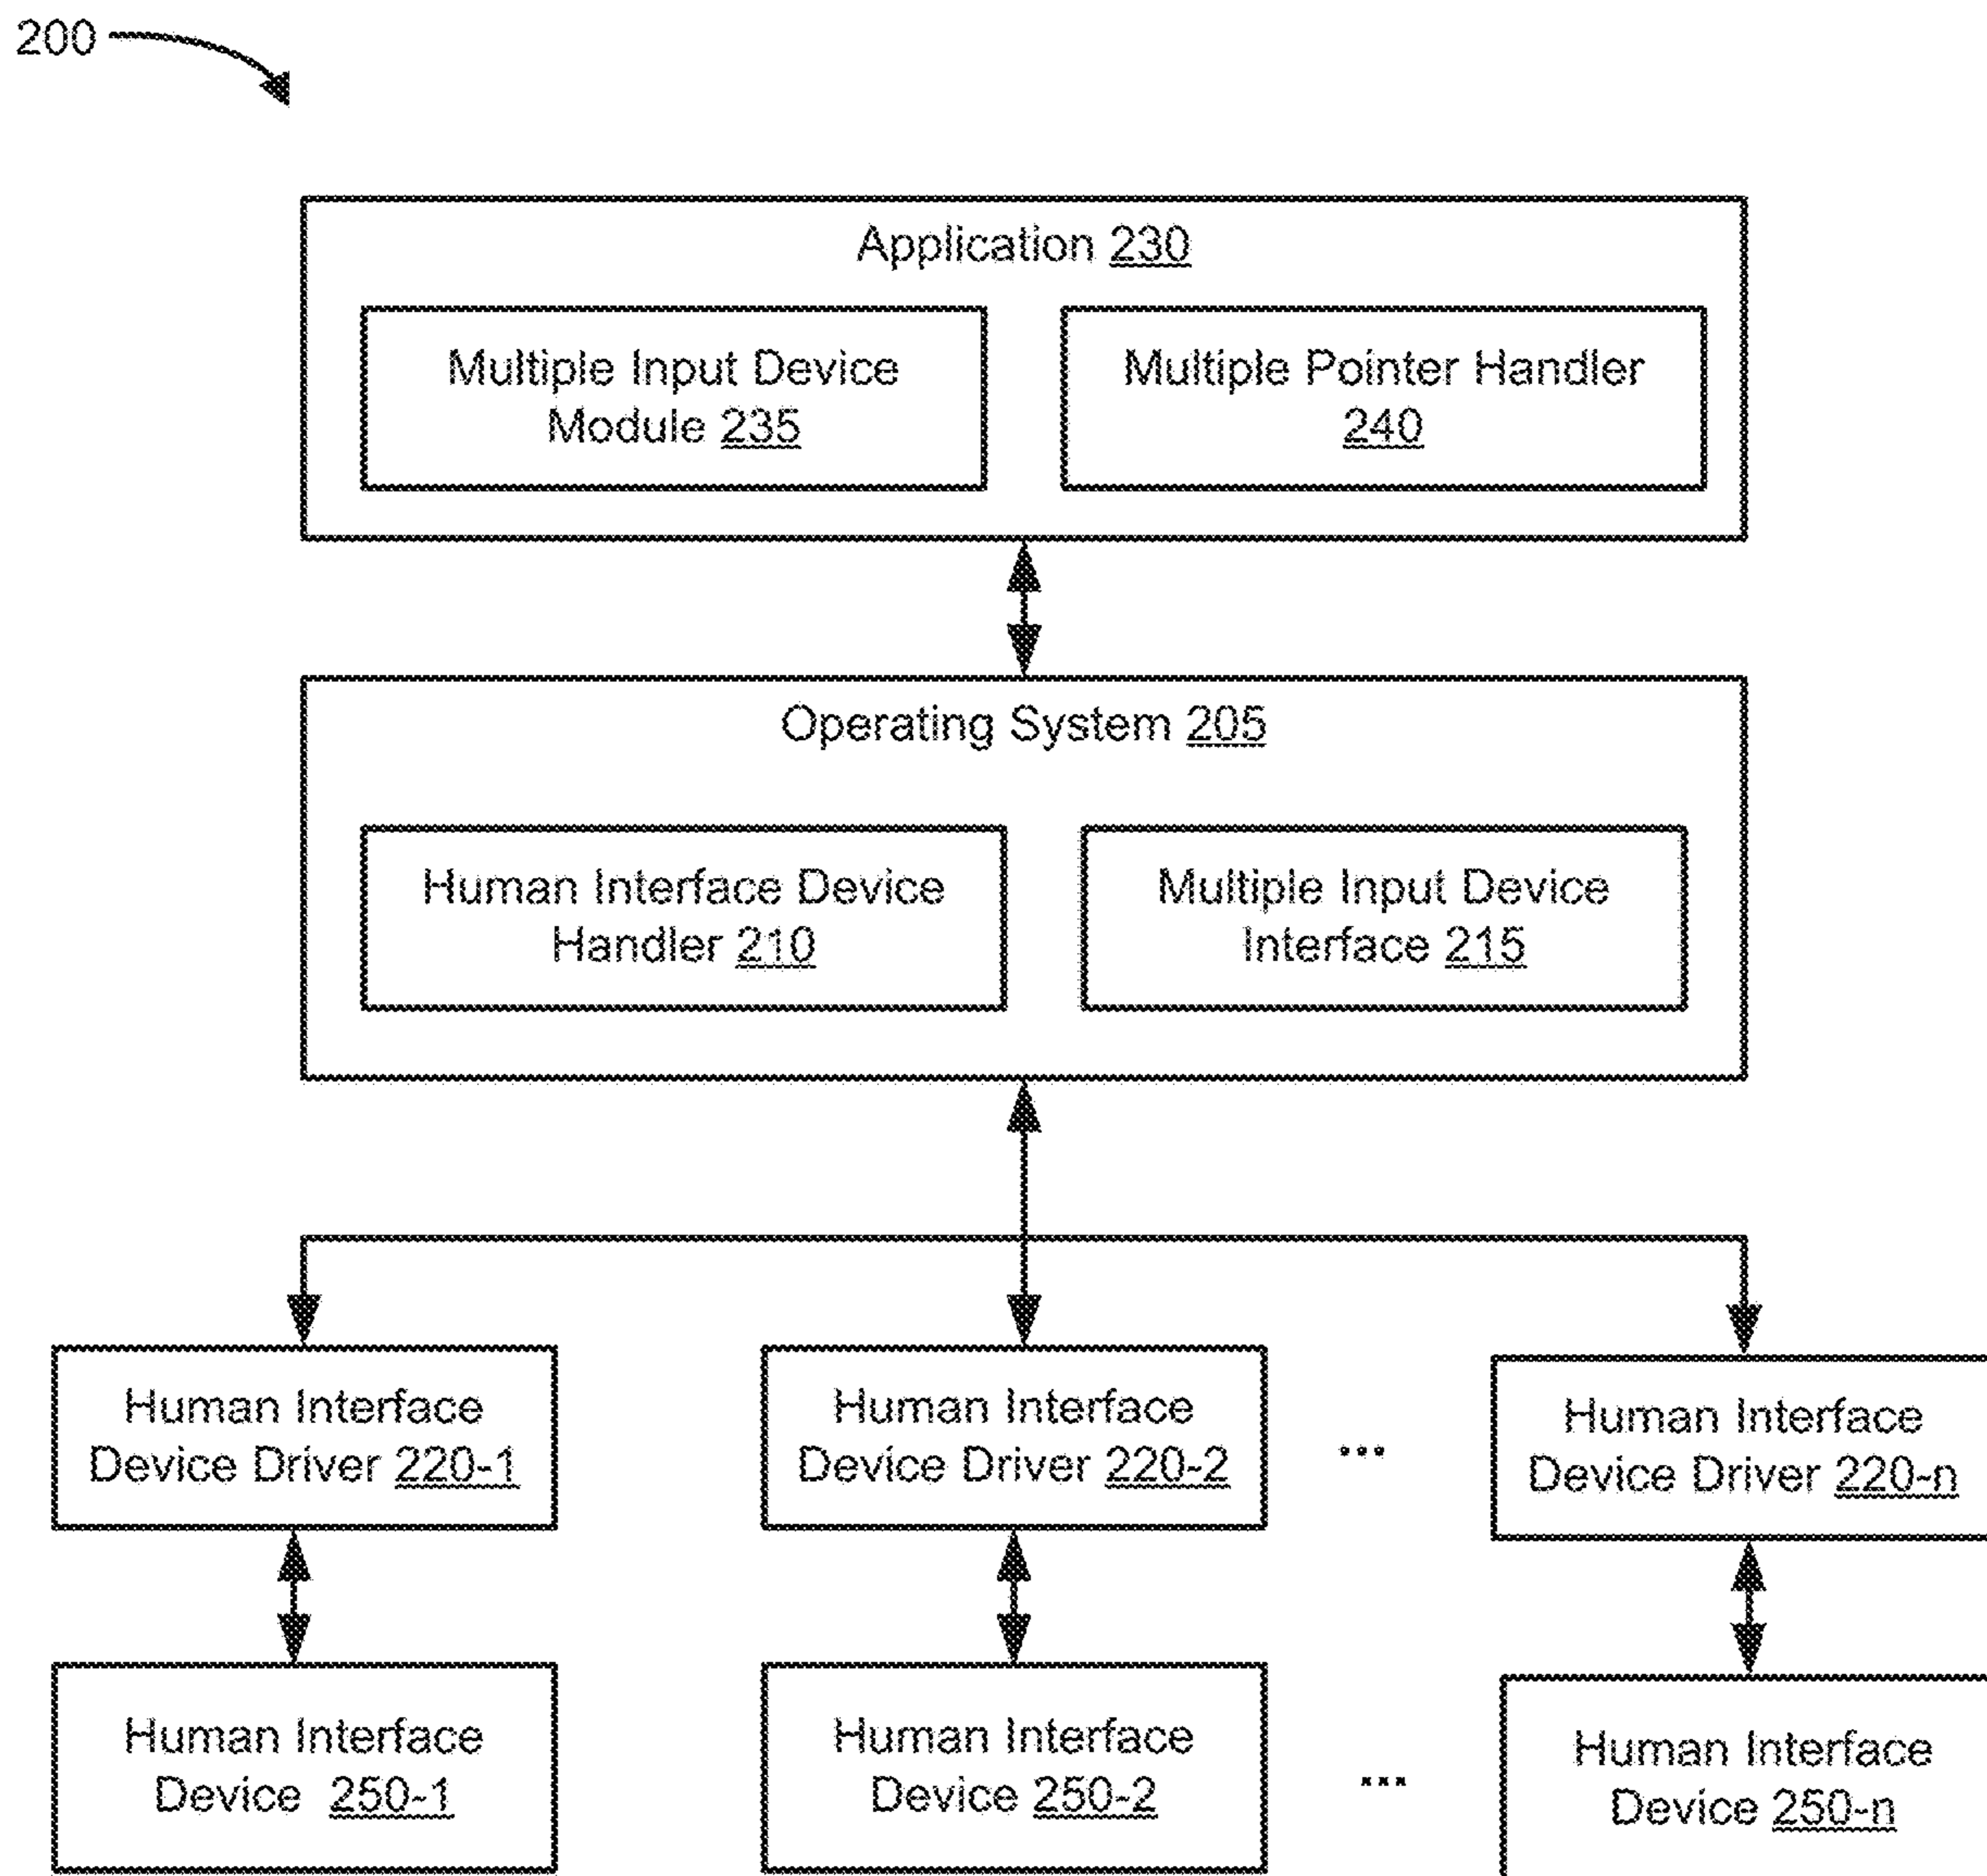 200
Application 230
Multiple Input Device
Module 235
Multiple Pointer Handler
240
Operating System 205
Human Interface Device
Handler 210
Multiple Input Device
Interface 215
Human Interface
Device Driver 220-1
Human Interface
Device Driver 220-2
...
Human Interface
Device Driver 220-n
Human Interface
Device 250-1
Human Interface
Device 250-2
...
Human Interface
Device 250-n